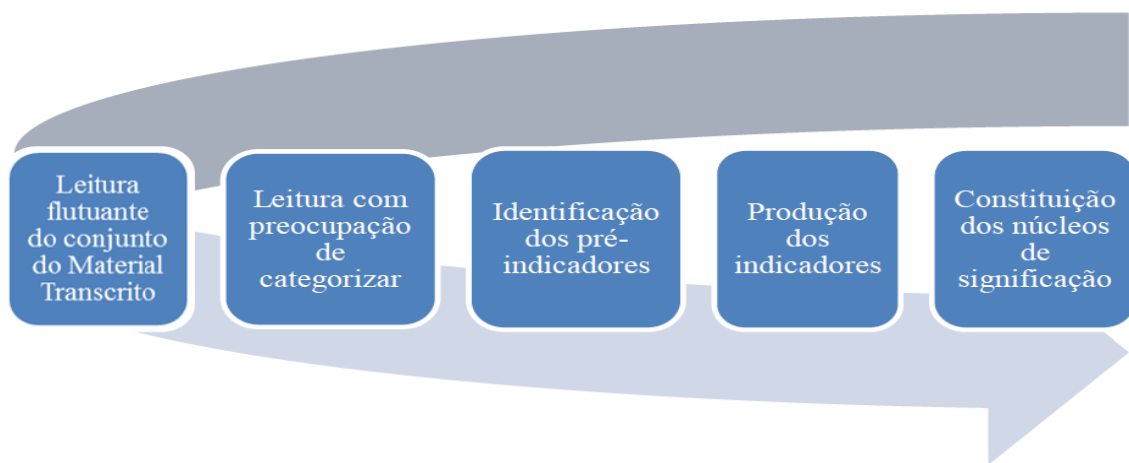 Leitura
flutuante
do conjunto
do Material
Transcrito
Leitura com
preocupação
de
categorizar
Identificação
dos pré-
indicadores
Produção
dos
indicadores
Constituição
dos núcleos
de
significação